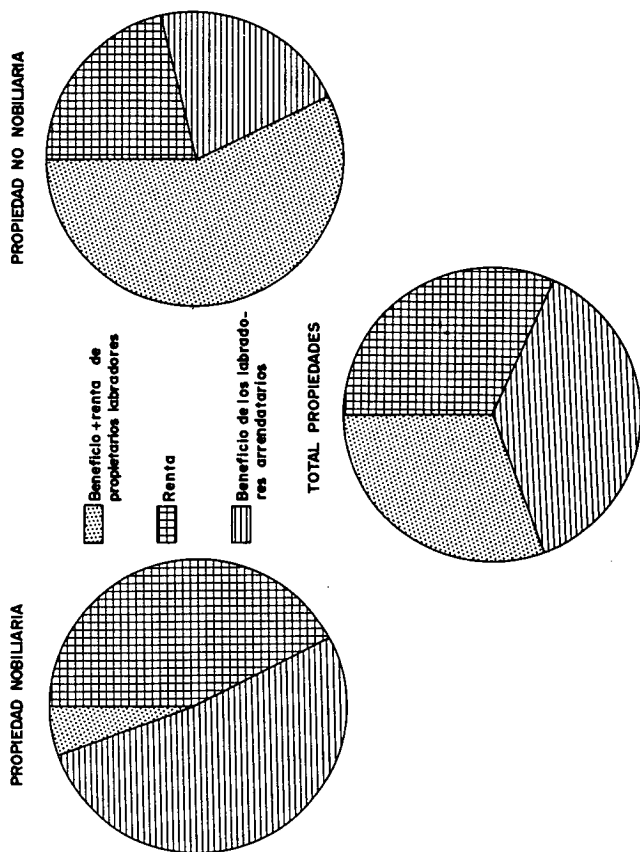 PROPIEDAD NOBILIARIA
PROPIEDAD NO NOBILIARIA
Beneficio+renta de
propietarios labradores
Renta
Beneficio de los labrado-
res arrendatarios
TOTAL PROPIEDADES